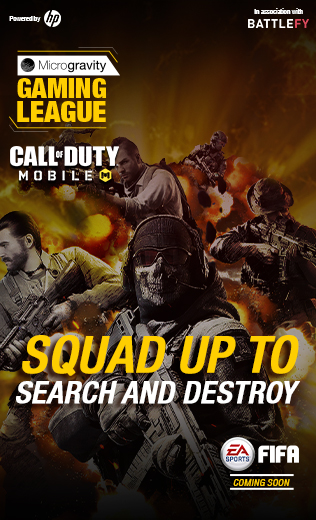 Powered by hp
In association with
BATTLEFY
Microgravity
GAMING
LEAGUE
CALL OF DUTY
MOBILE
SQUAD UP TO
SEARCH AND DESTROY
EA SPORTS FIFA
COMING SOON